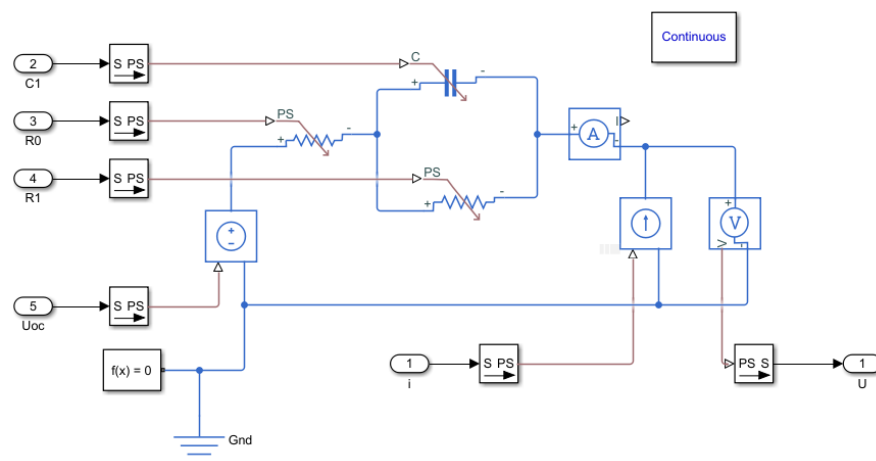 Continuous
2
S PS
C
C1
+
-
3
S PS
PS
R0
+
-
+
A
I
-
4
S PS
PS
R1
+
-
+
-
+
V
V
-
5
S PS
Uoc
f(x) = 0
1
S PS
i
PS S
1
U
Gnd